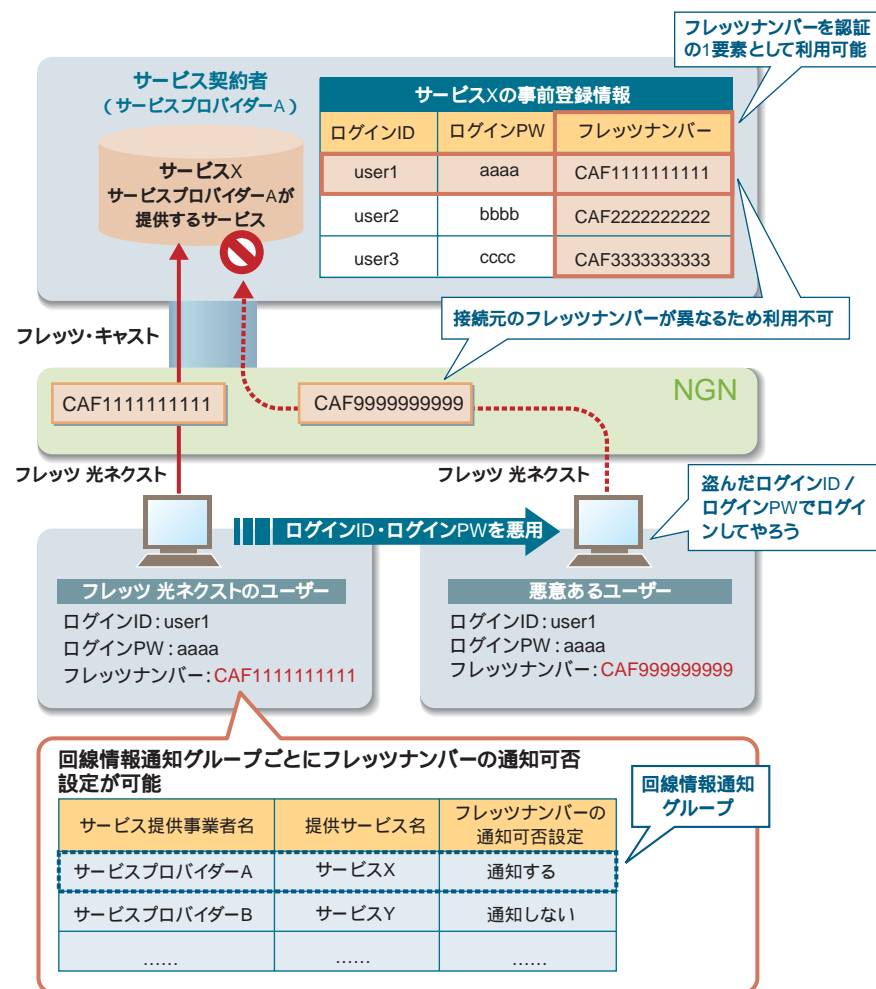 フレッツナンバーを認証
の1要素として利用可能
サービス契約者
(サービスプロバイダーA)
サービスX
サービスプロバイダーAが
提供するサービス
サービスXの事前登録情報
ログインID ログインPW フレッツナンバー
user1 aaaa CAF1111111111
user2 bbbb CAF2222222222
user3 cccc CAF3333333333
接続元のフレッツナンバーが異なるため利用不可
フレッツ・キャスト
NGN
CAF1111111111
CAF9999999999
フレッツ 光ネクスト
フレッツ 光ネクスト
盗んだログインID /
ログインPWでログイ
ンしてやろう
ログインID・ログインPWを悪用
フレッツ 光ネクストのユーザー
ログインID:user1
ログインPW:aaaa
フレッツナンバー:CAF1111111111
悪意あるユーザー
ログインID:user1
ログインPW:aaaa
フレッツナンバー:CAF999999999
回線情報通知グループごとにフレッツナンバーの通知可否
設定が可能
回線情報通知
グループ
サービス提供事業者名 提供サービス名 フレッツナンバーの
通知可否設定
サービスプロバイダーA サービスX 通知する
サービスプロバイダーB サービスY 通知しない
…… …… ……